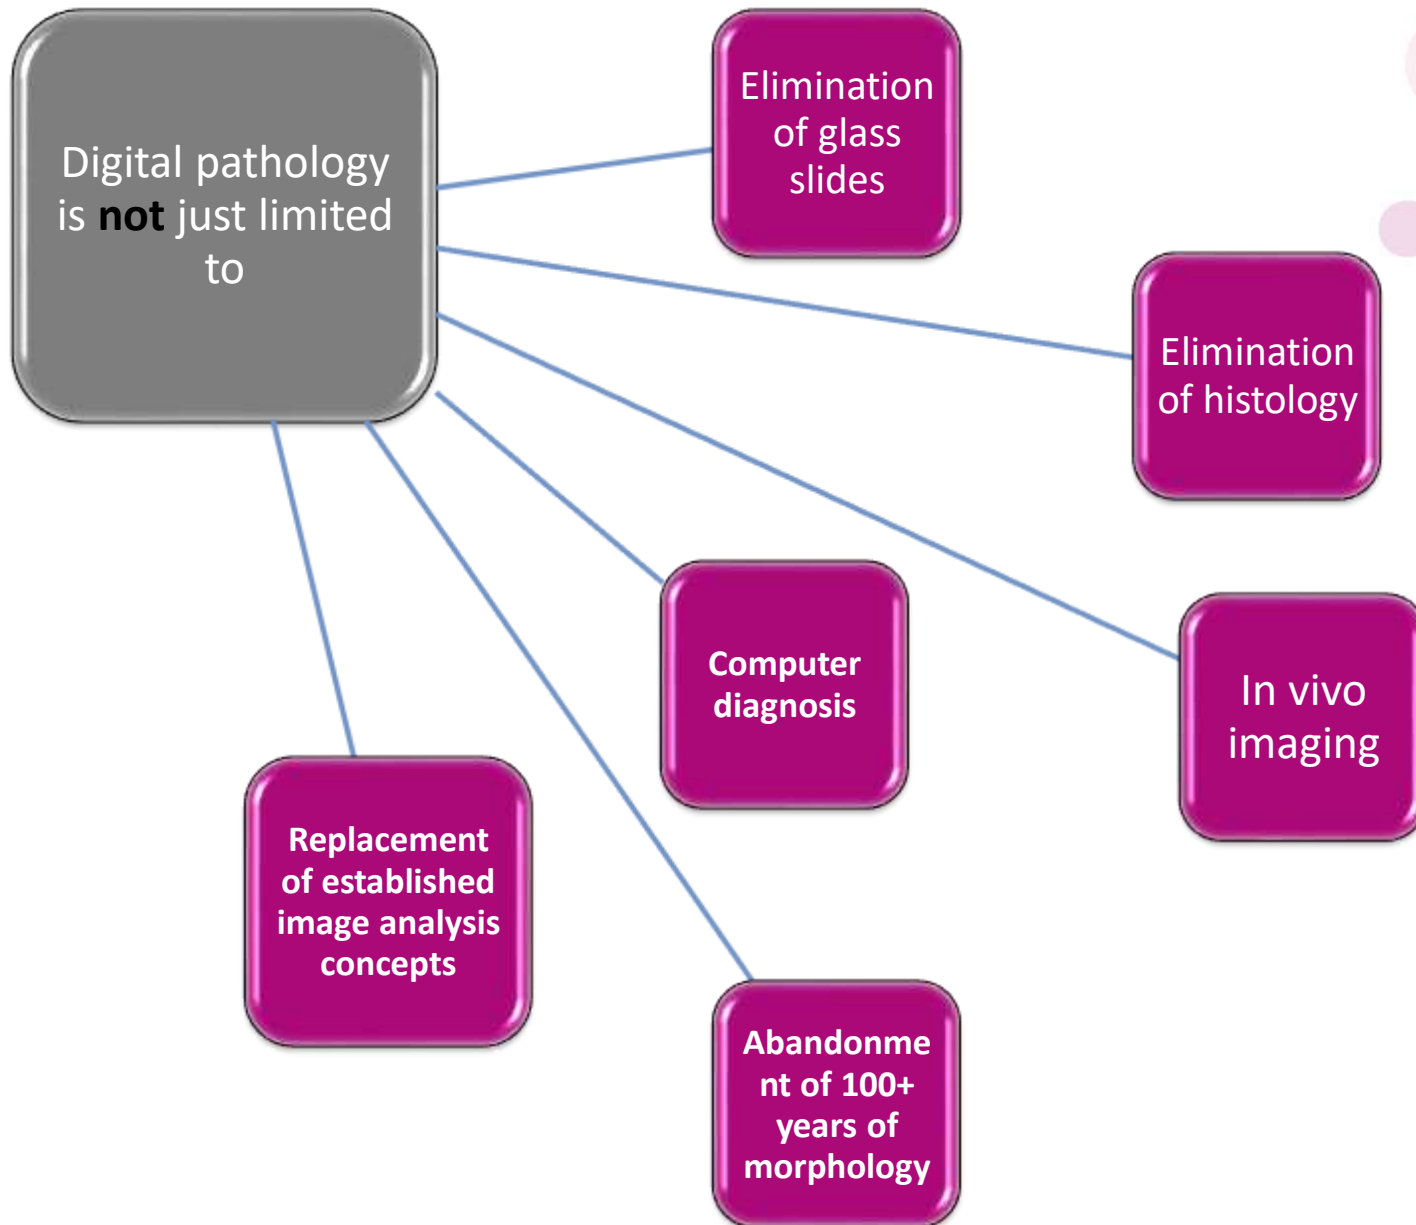 Digital pathology
is not just limited
to
Elimination
of glass
slides
Elimination
of histology
In vivo
imaging
Computer
diagnosis
Abandonme
nt of 100+
years of
morphology
Replacement
of established
image analysis
concepts